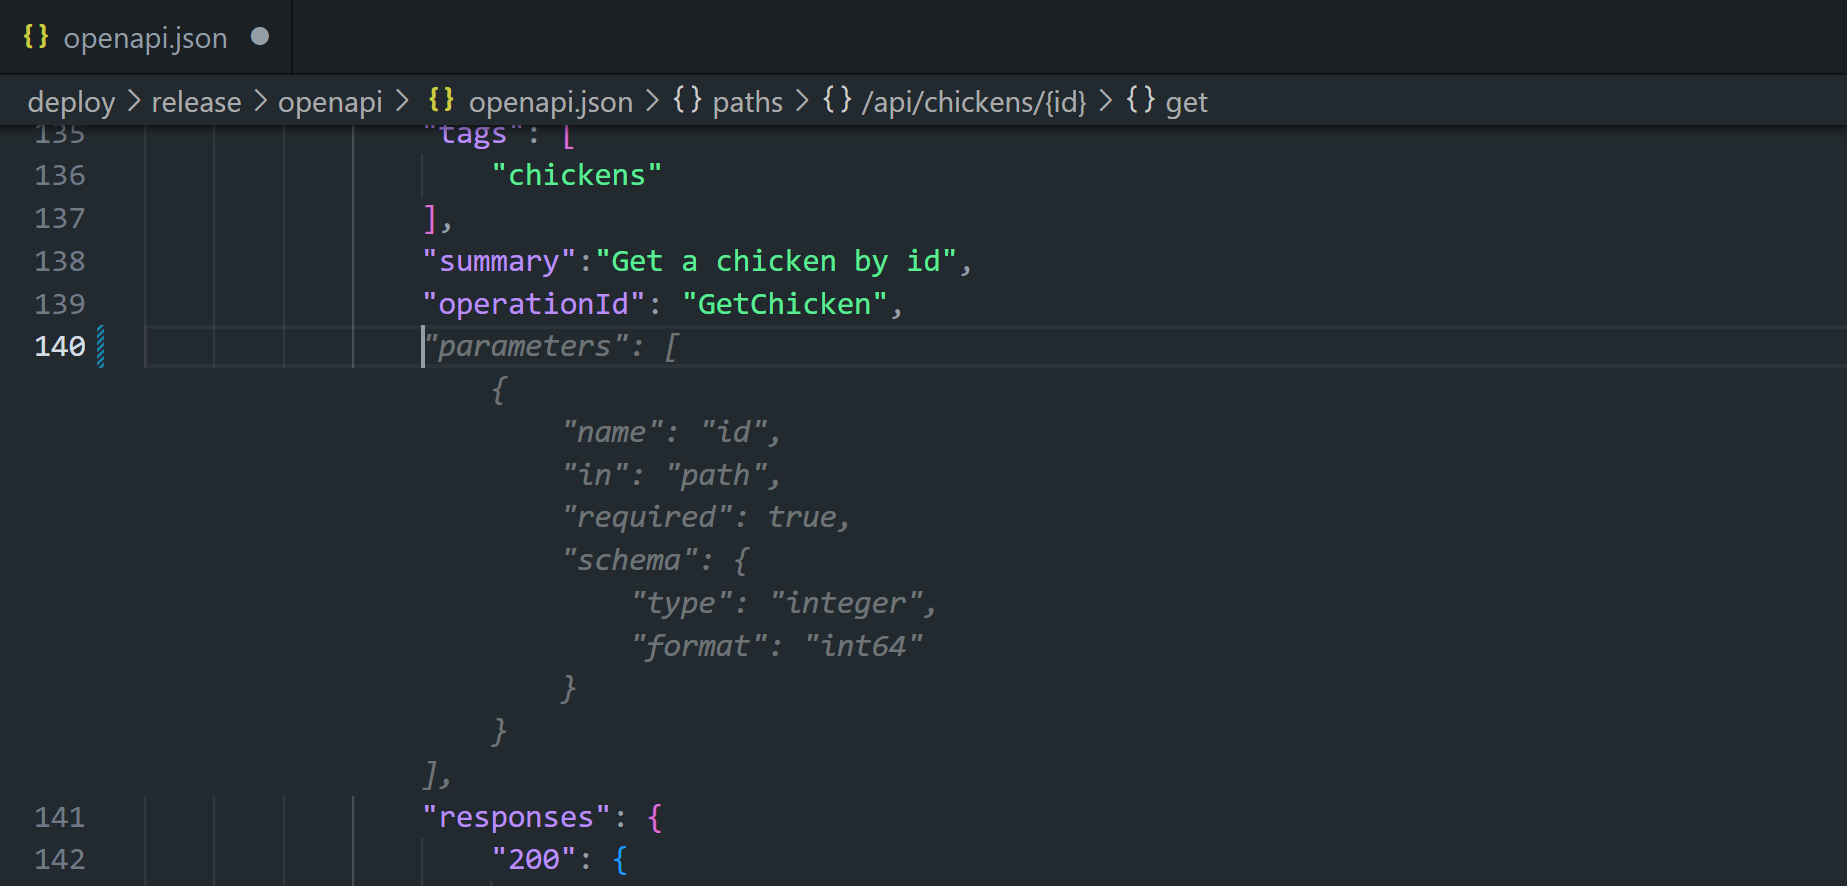 {} openapi.json ●
deploy > release > openapi > {} openapi.json > {} paths > {} /api/chickens/{id} > {} get
135 "tags": [
136 "chickens"
137 ],
138 "summary":"Get a chicken by id",
139 "operationId": "GetChicken",
140 "parameters": [
{
"name": "id",
"in": "path",
"required": true,
"schema": {
"type": "integer",
"format": "int64"
}
}
],
141 "responses": {
142 "200": {